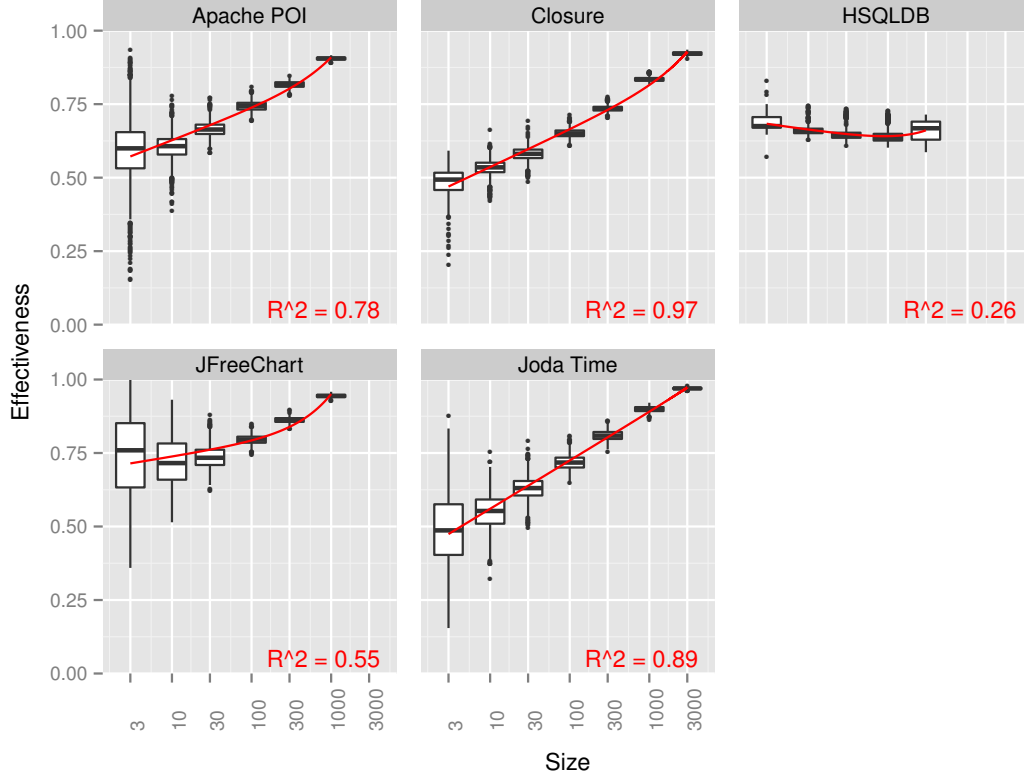 Apache POI Closure HSQLDB
1.00
0.75
0.50
0.25
0.00
R^2 = 0.78 R^2 = 0.97 R^2 = 0.26
Effectiveness
JFreeChart Joda Time
1.00
0.75
0.50
0.25
0.00
R^2 = 0.55 R^2 = 0.89
3 10 30 100 300 1000 3000 3 10 30 100 300 1000 3000
Size